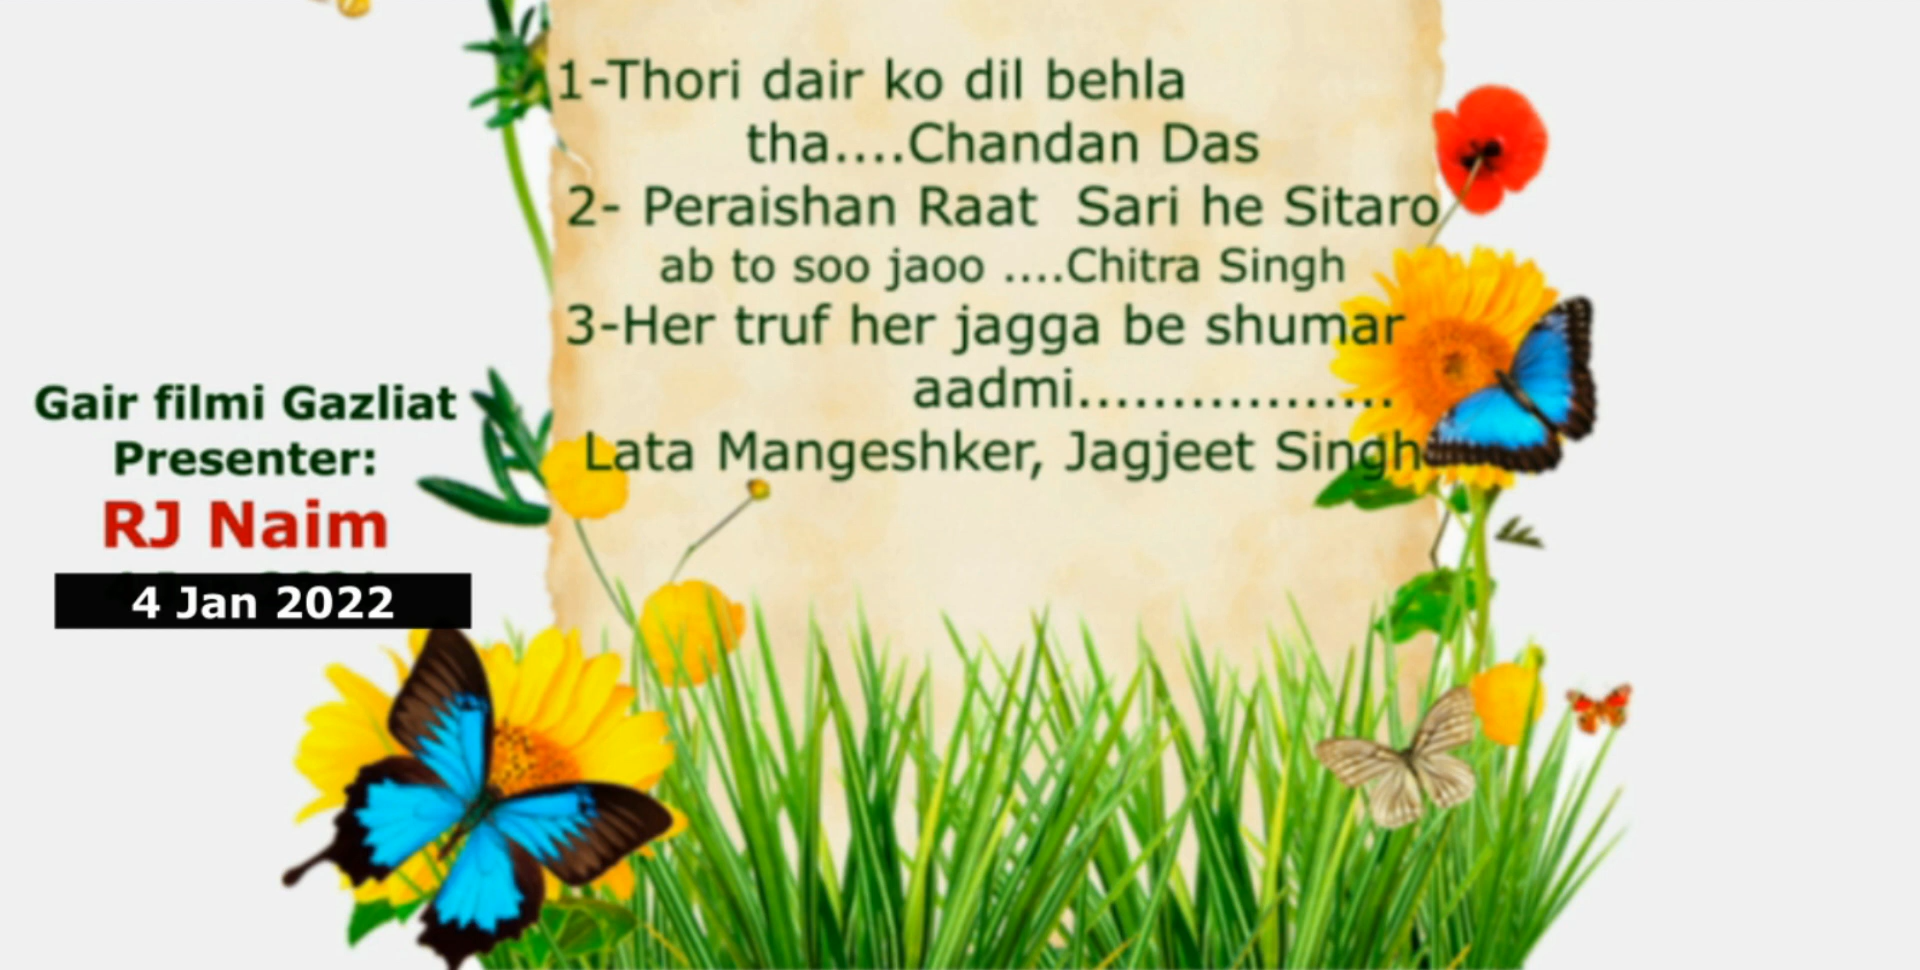 1-Thori dair ko dil behla
tha....Chandan Das
2- Peraishan Raat  Sari he Sitaro
ab to soo jaoo ....Chitra Singh
3-Her truf her jagga be shumar
aadmi.................
Lata Mangeshker, Jagjeet Singh
Gair filmi Gazliat
Presenter:
RJ Naim
4 Jan 2022